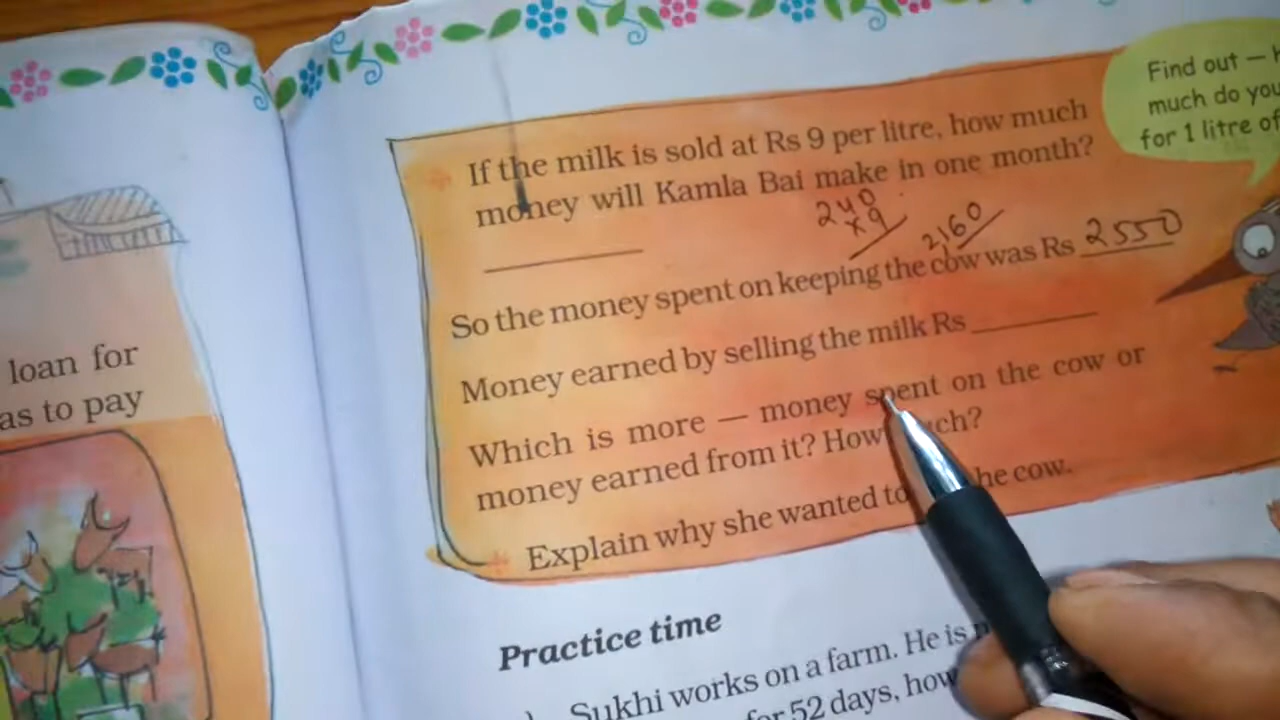 Find out — h
much do you
for 1 litre of
If the milk is sold at Rs 9 per litre, how much
money will Kamla Bai make in one month?
240
x9
2160
So the money spent on keeping the cow was Rs 2550
Money earned by selling the milk Rs
Which is more — money spent on the cow or
money earned from it? How ch?
Explain why she wanted to he cow.
loan for
as to pay
Practice time
Sukhi works on a farm. He is
for 52 days, how